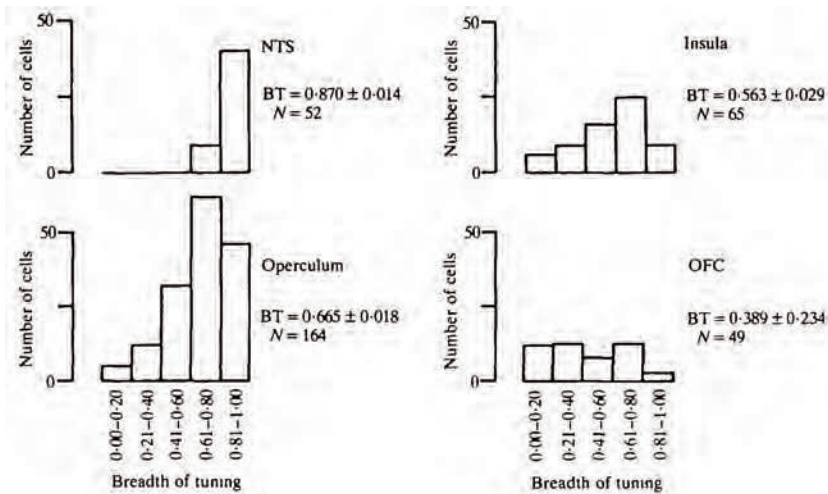 50
0
Number of cells
NTS
BT = 0·870 ± 0·014
N = 52
50
0
Number of cells
Insula
BT = 0·563 ± 0·029
N = 65
50
0
Number of cells
Operculum
BT = 0·665 ± 0·018
N = 164
0·00–0·20
0·21–0·40
0·41–0·60
0·61–0·80
0·81–1·00
Breadth of tuning
50
0
Number of cells
OFC
BT = 0·389 ± 0·234
N = 49
0·00–0·20
0·21–0·40
0·41–0·60
0·61–0·80
0·81–1·00
Breadth of tuning